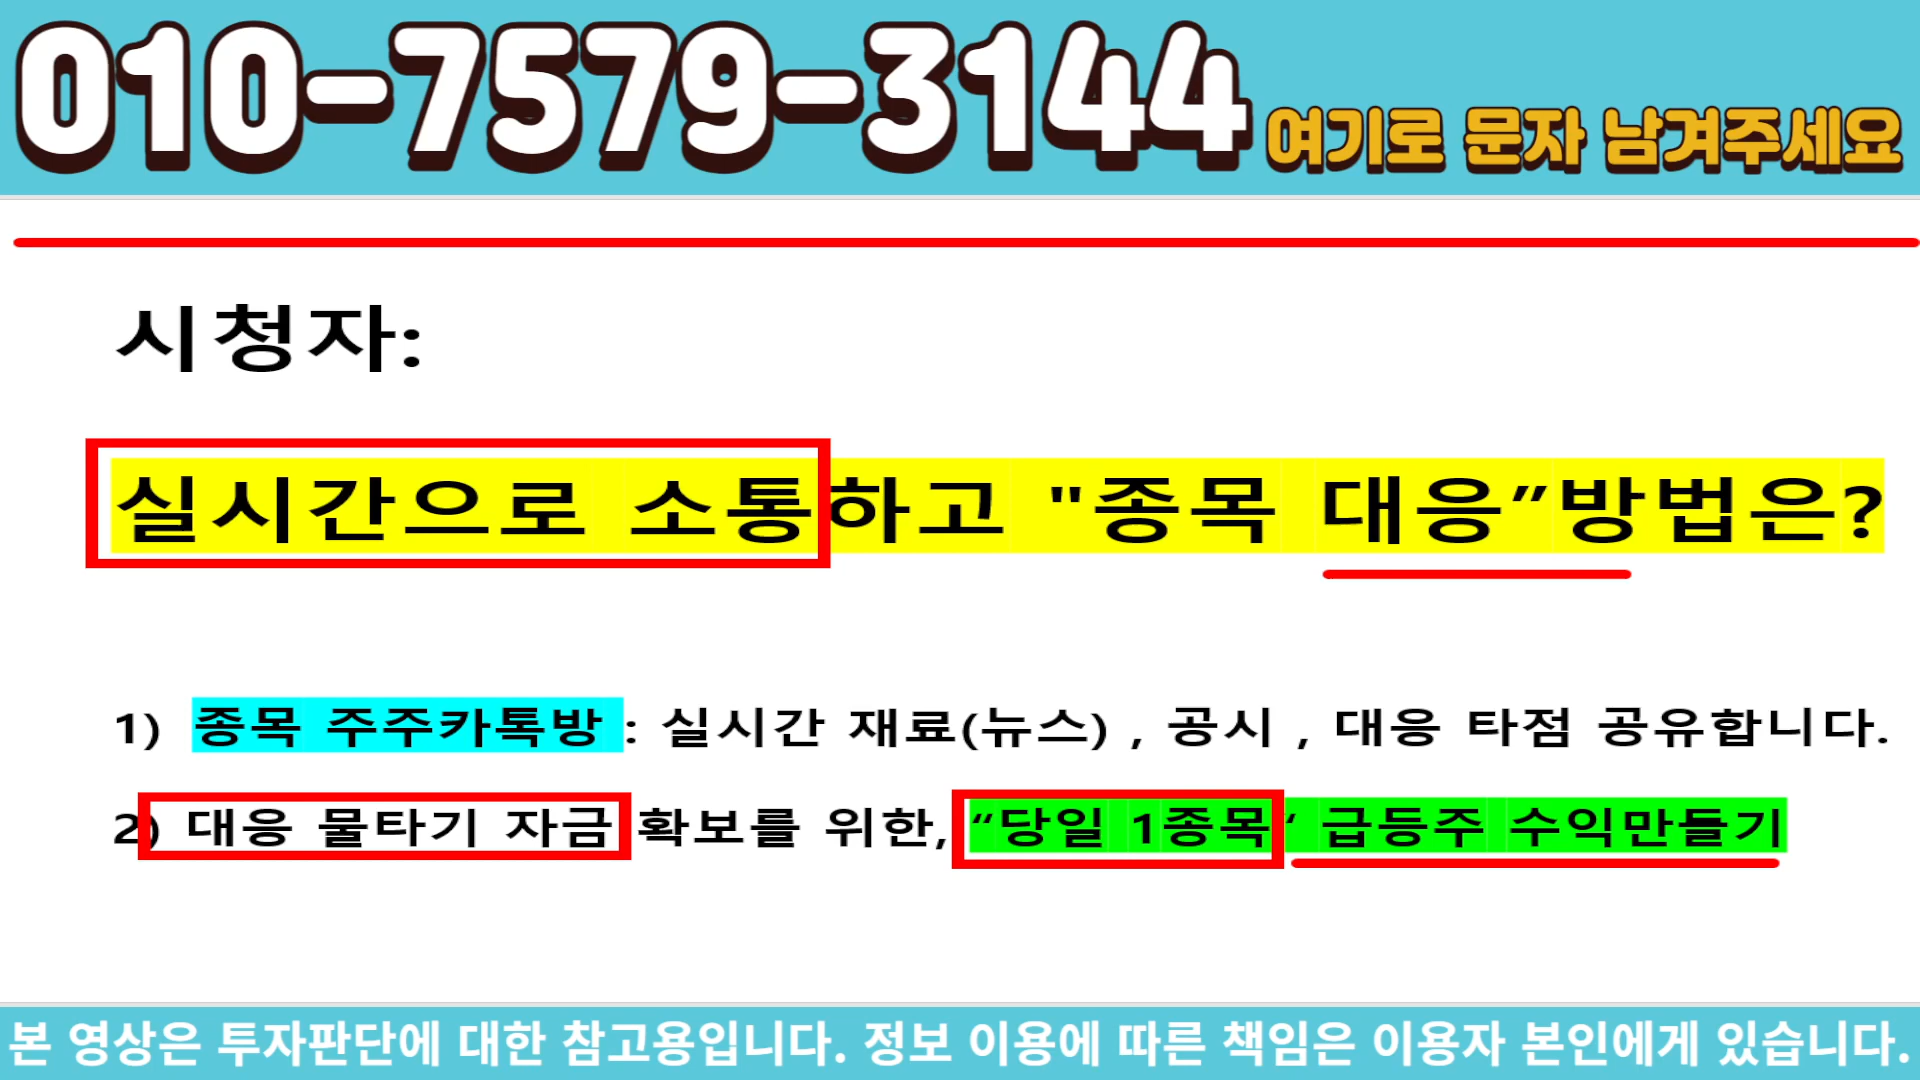 010-7579-3144 여기로 문자 남겨주세요
시청자:
실시간으로 소통하고 "종목 대응”방법은?
1) 종목 주주카톡방 : 실시간 재료(뉴스) , 공시 , 대응 타점 공유합니다.
2) 대응 물타기 자금 확보를 위한, “당일 1종목“ 급등주 수익만들기
본 영상은 투자판단에 대한 참고용입니다. 정보 이용에 따른 책임은 이용자 본인에게 있습니다.